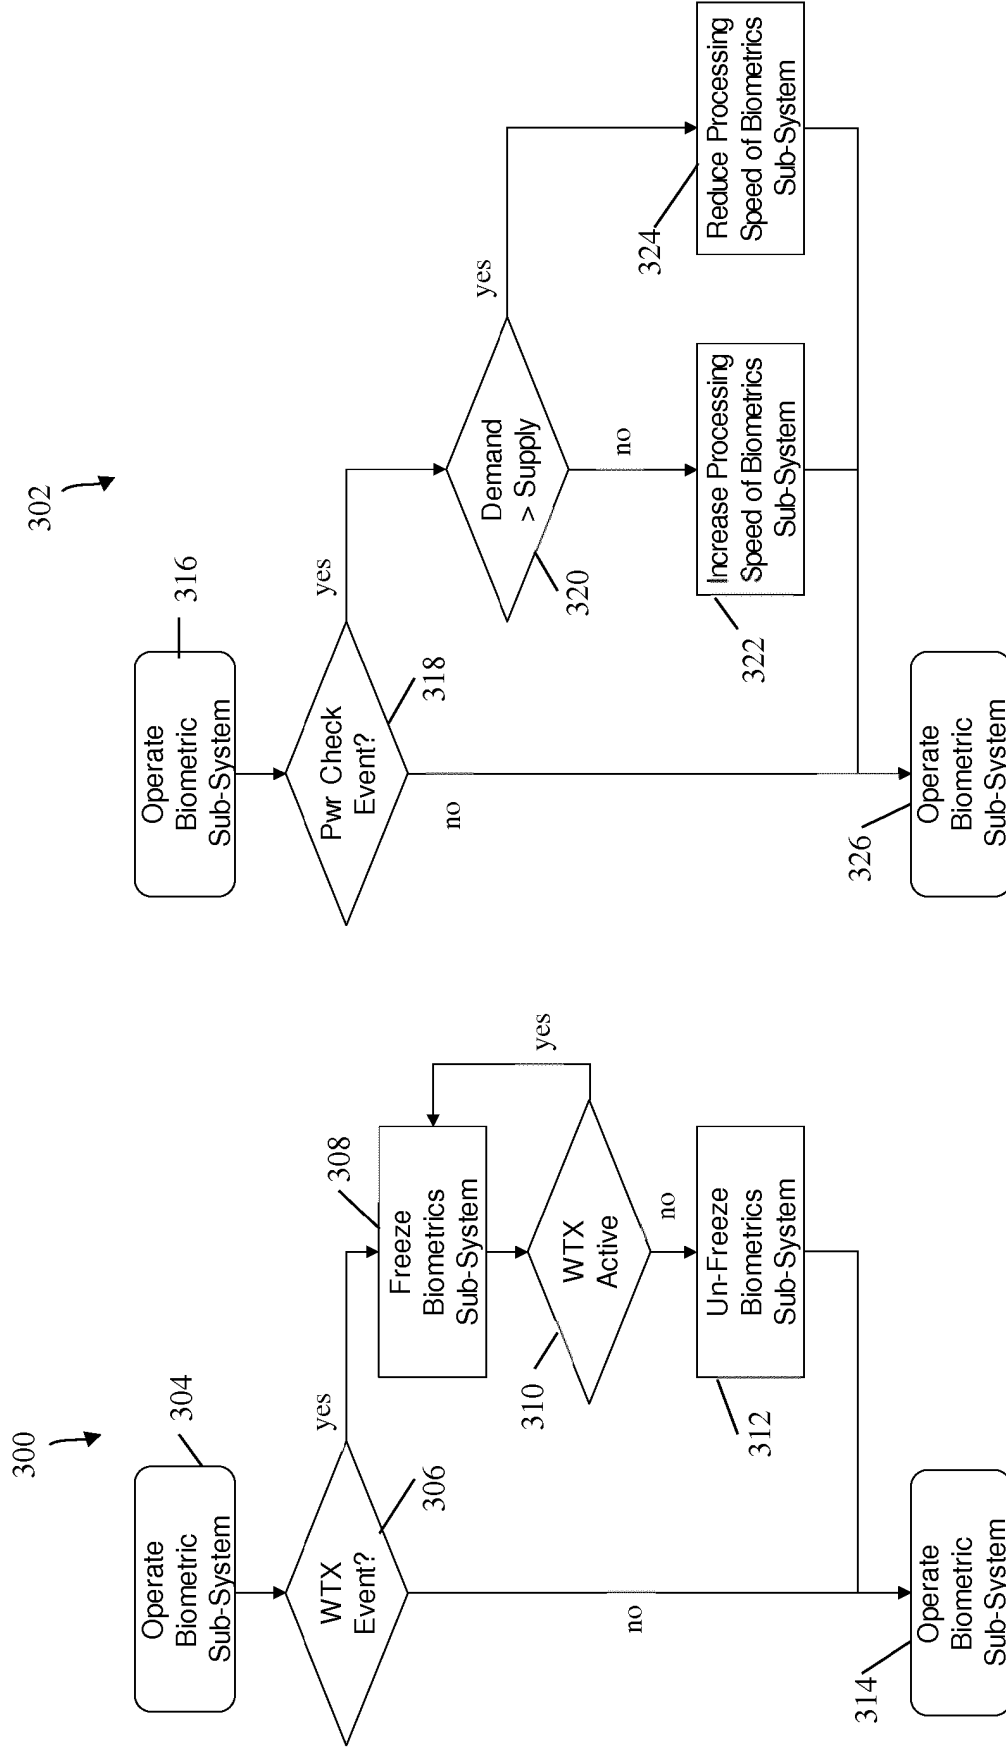 300
Operate
Biometric
Sub-System
304
WTX
Event?
306
yes
no
Freeze
Biometrics
Sub-System
308
WTX
Active
310
yes
no
Un-Freeze
Biometrics
Sub-System
312
Operate
Biometric
Sub-System
314
302
Operate
Biometric
Sub-System
316
Pwr Check
Event?
318
yes
no
Demand
> Supply
320
yes
no
Increase Processing
Speed of Biometrics
Sub-System
322
Reduce Processing
Speed of Biometrics
Sub-System
324
Operate
Biometric
Sub-System
326